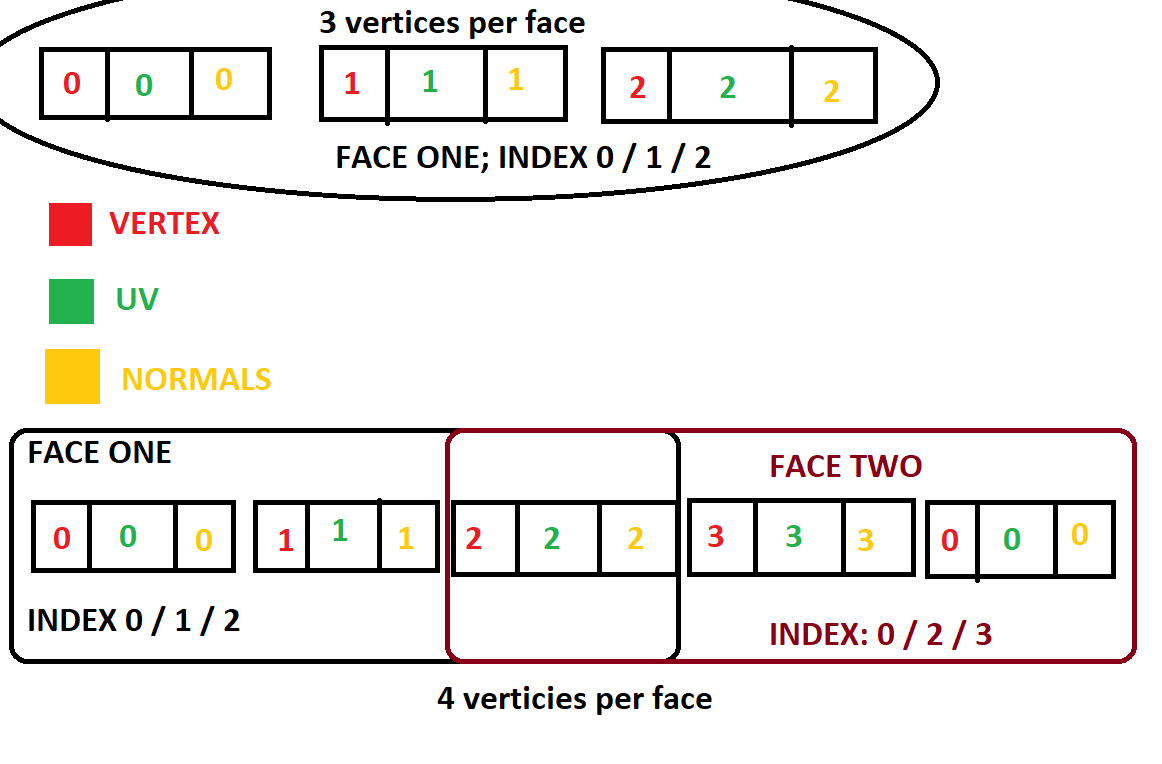 3 vertices per face
0 0 0 1 1 1 2 2 2
FACE ONE; INDEX 0 / 1 / 2
VERTEX
UV
NORMALS
FACE ONE
FACE TWO
0 0 0 1 1 1 2 2 2 3 3 3 0 0 0
INDEX 0 / 1 / 2
INDEX: 0 / 2 / 3
4 verticies per face